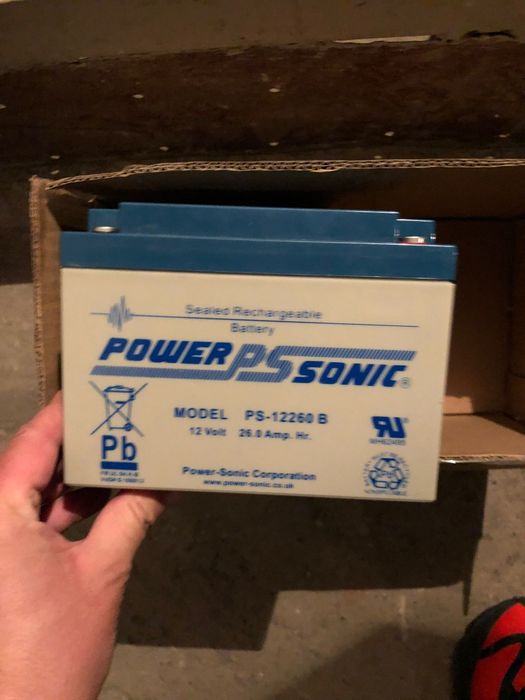 Sealed Rechargeable
Battery
POWER PS SONIC®
MODEL PS-12260 B
12 Volt 26.0 Amp. Hr.
Pb
MH62495
Power-Sonic Corporation
www.power-sonic.co.uk